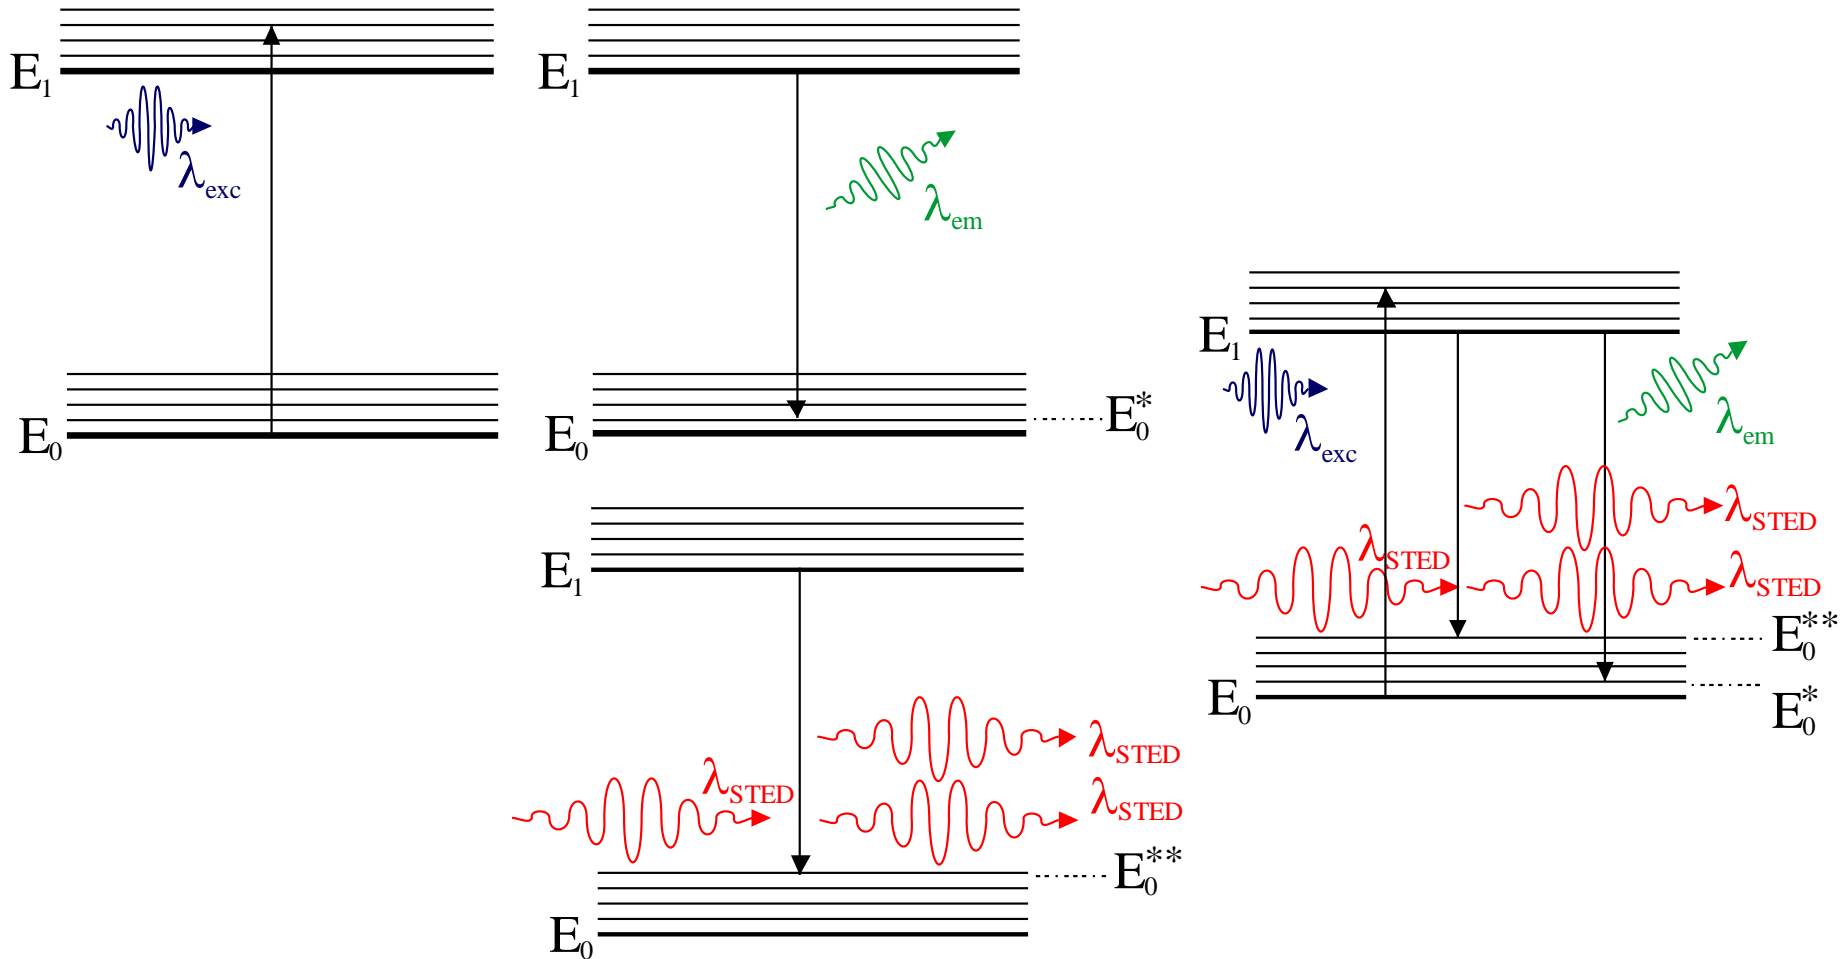 E₁
λexc
E₀
E₁
λem
E₀*
E₀
E₁
λSTED
λSTED
λSTED
E₀**
E₀
E₁
λexc
λem
λSTED
λSTED
λSTED
E₀**
E₀*
E₀